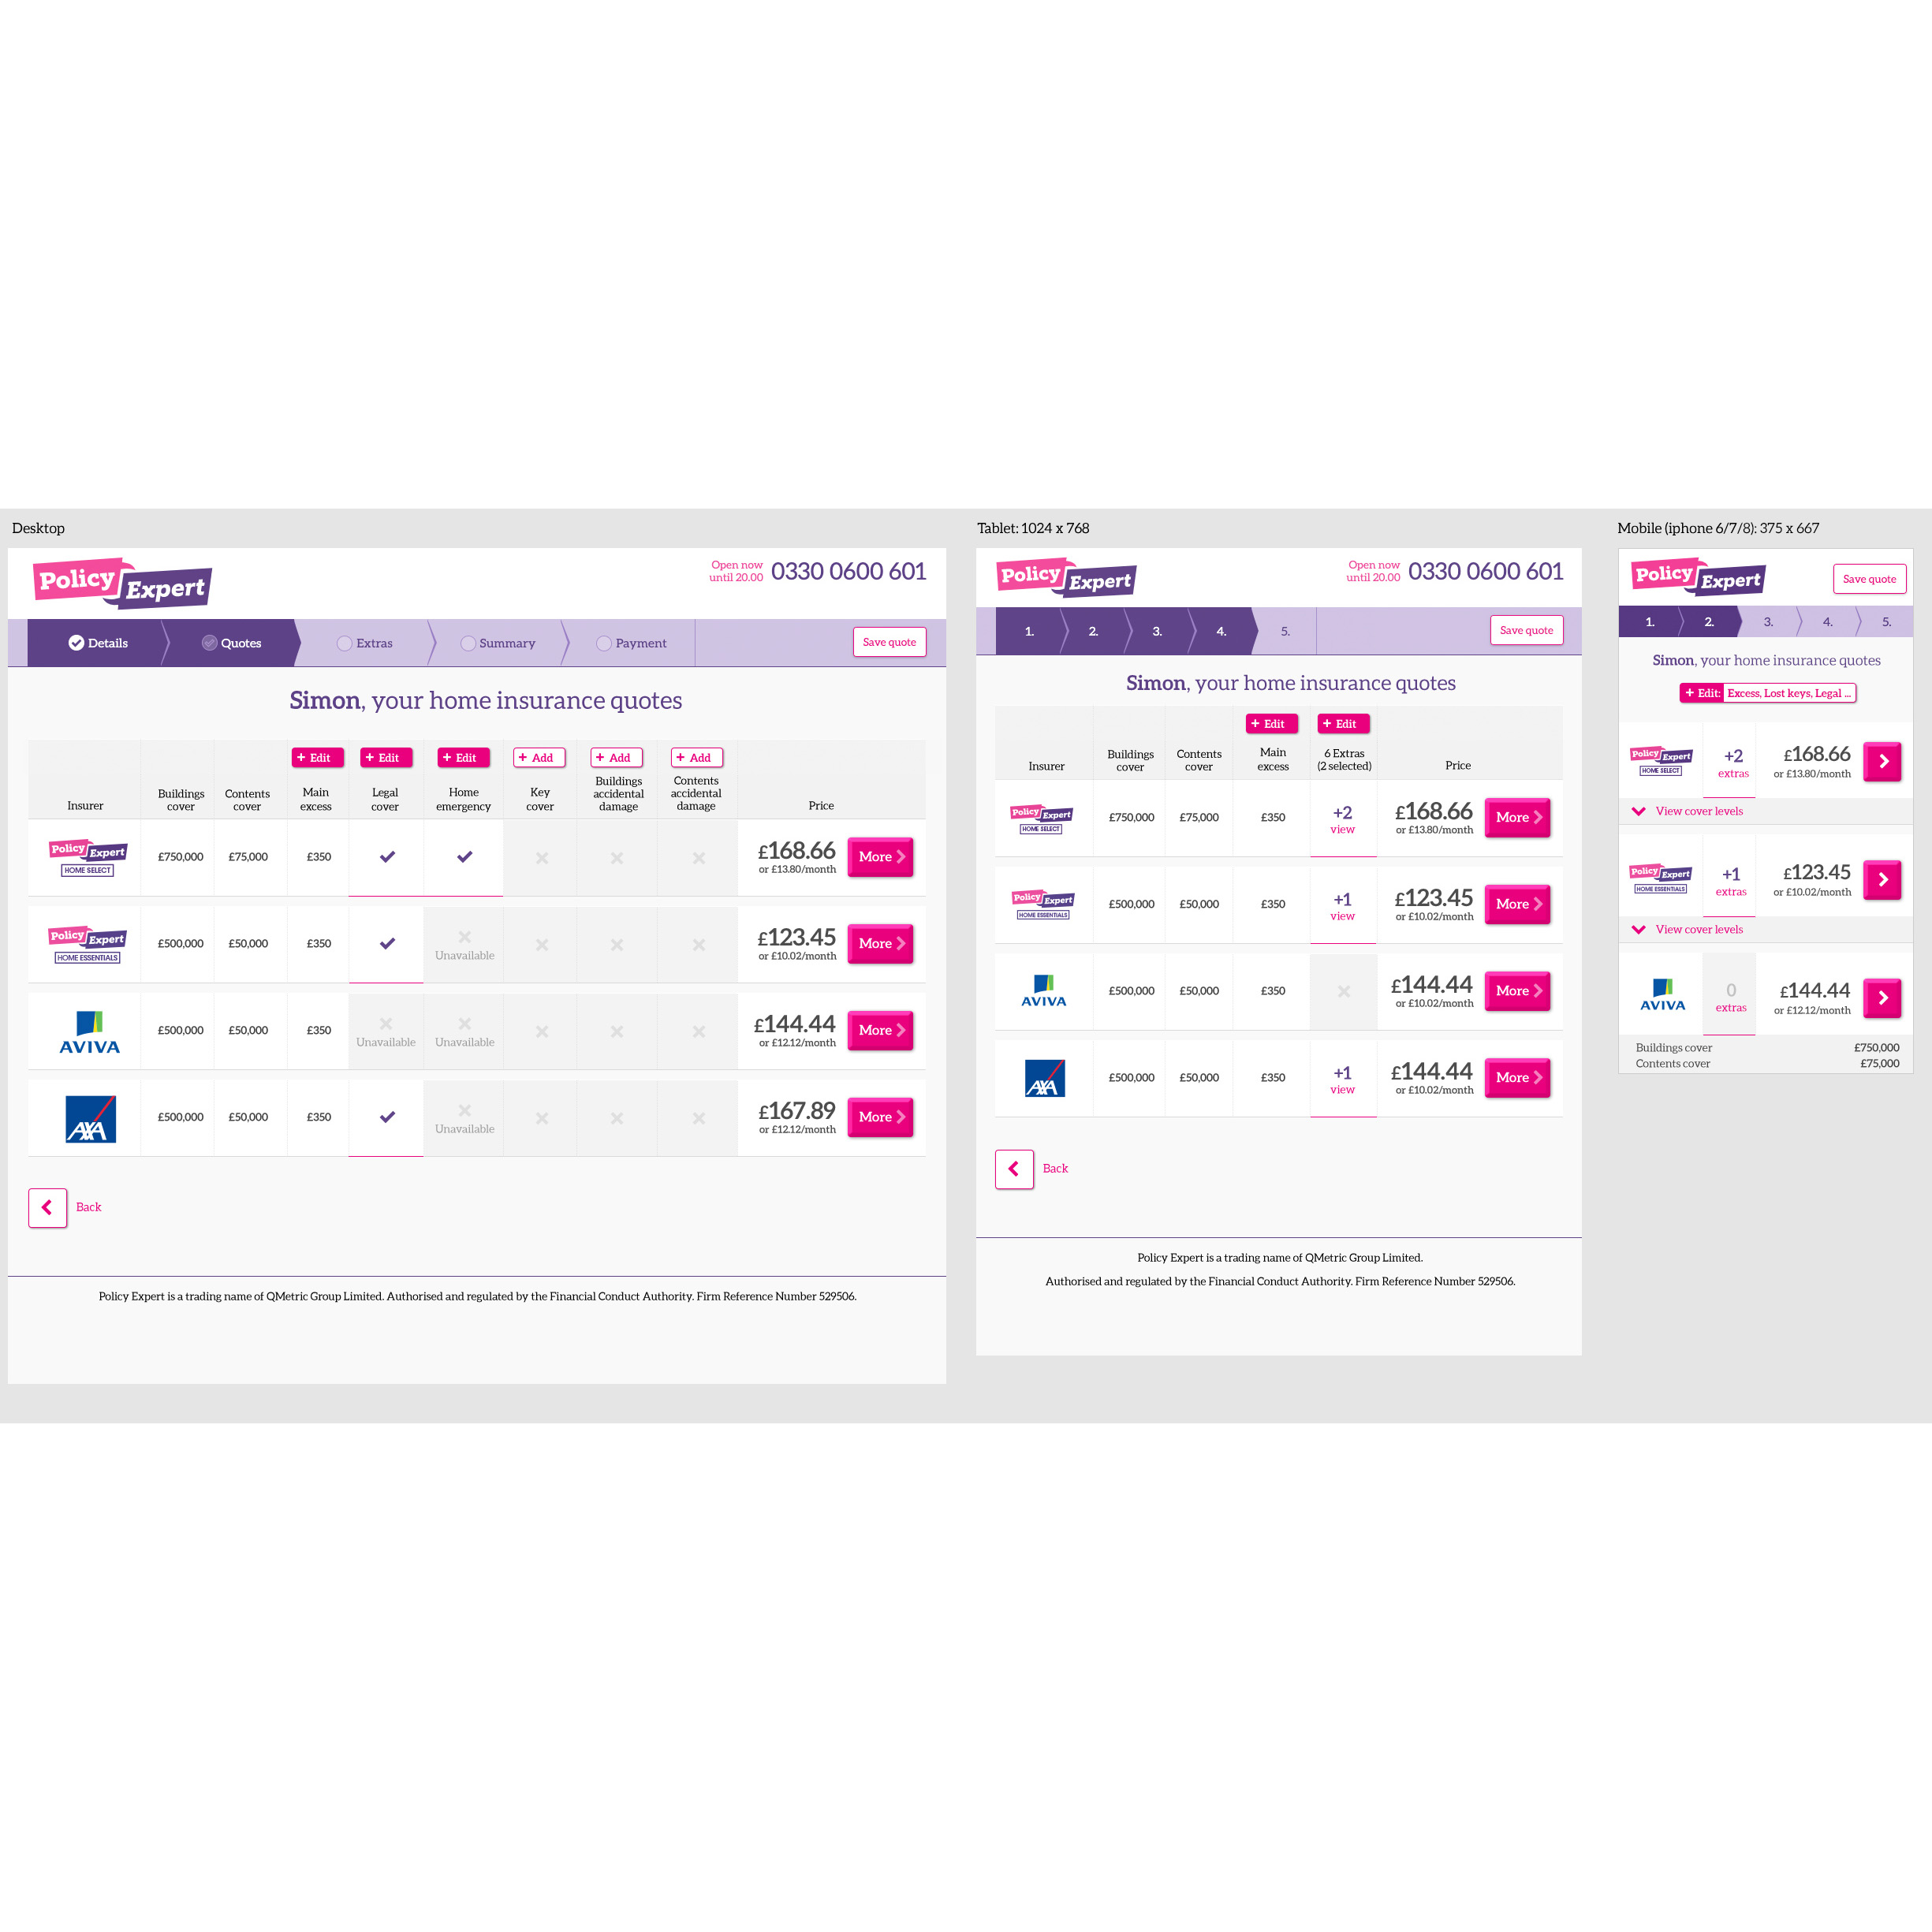 Desktop
Policy Expert
Open now
until 20.00
0330 0600 601
Details
Quotes
Extras
Summary
Payment
Save quote
Simon, your home insurance quotes
+ Edit
+ Edit
+ Edit
+ Add
+ Add
+ Add
Insurer
Buildings
cover
Contents
cover
Main
excess
Legal
cover
Home
emergency
Key
cover
Buildings
accidental
damage
Contents
accidental
damage
Price
Policy Expert
HOME SELECT
£750,000
£75,000
£350
£168.66
or £13.80/month
More
Policy Expert
HOME ESSENTIALS
£500,000
£50,000
£350
Unavailable
£123.45
or £10.02/month
More
AVIVA
£500,000
£50,000
£350
Unavailable
Unavailable
£144.44
or £12.12/month
More
AXA
£500,000
£50,000
£350
Unavailable
£167.89
or £12.12/month
More
Back
Policy Expert is a trading name of QMetric Group Limited. Authorised and regulated by the Financial Conduct Authority. Firm Reference Number 529506.
Tablet: 1024 x 768
Policy Expert
Open now
until 20.00
0330 0600 601
1.
2.
3.
4.
5.
Save quote
Simon, your home insurance quotes
+ Edit
+ Edit
Insurer
Buildings
cover
Contents
cover
Main
excess
6 Extras
(2 selected)
Price
Policy Expert
HOME SELECT
£750,000
£75,000
£350
+2
view
£168.66
or £13.80/month
More
Policy Expert
HOME ESSENTIALS
£500,000
£50,000
£350
+1
view
£123.45
or £10.02/month
More
AVIVA
£500,000
£50,000
£350
£144.44
or £10.02/month
More
AXA
£500,000
£50,000
£350
+1
view
£144.44
or £10.02/month
More
Back
Policy Expert is a trading name of QMetric Group Limited.
Authorised and regulated by the Financial Conduct Authority. Firm Reference Number 529506.
Mobile (iphone 6/7/8): 375 x 667
Policy Expert
Save quote
1.
2.
3.
4.
5.
Simon, your home insurance quotes
+ Edit: Excess, Lost keys, Legal ...
Policy Expert
HOME SELECT
+2
extras
£168.66
or £13.80/month
View cover levels
Policy Expert
HOME ESSENTIALS
+1
extras
£123.45
or £10.02/month
View cover levels
AVIVA
0
extras
£144.44
or £12.12/month
Buildings cover
£750,000
Contents cover
£75,000